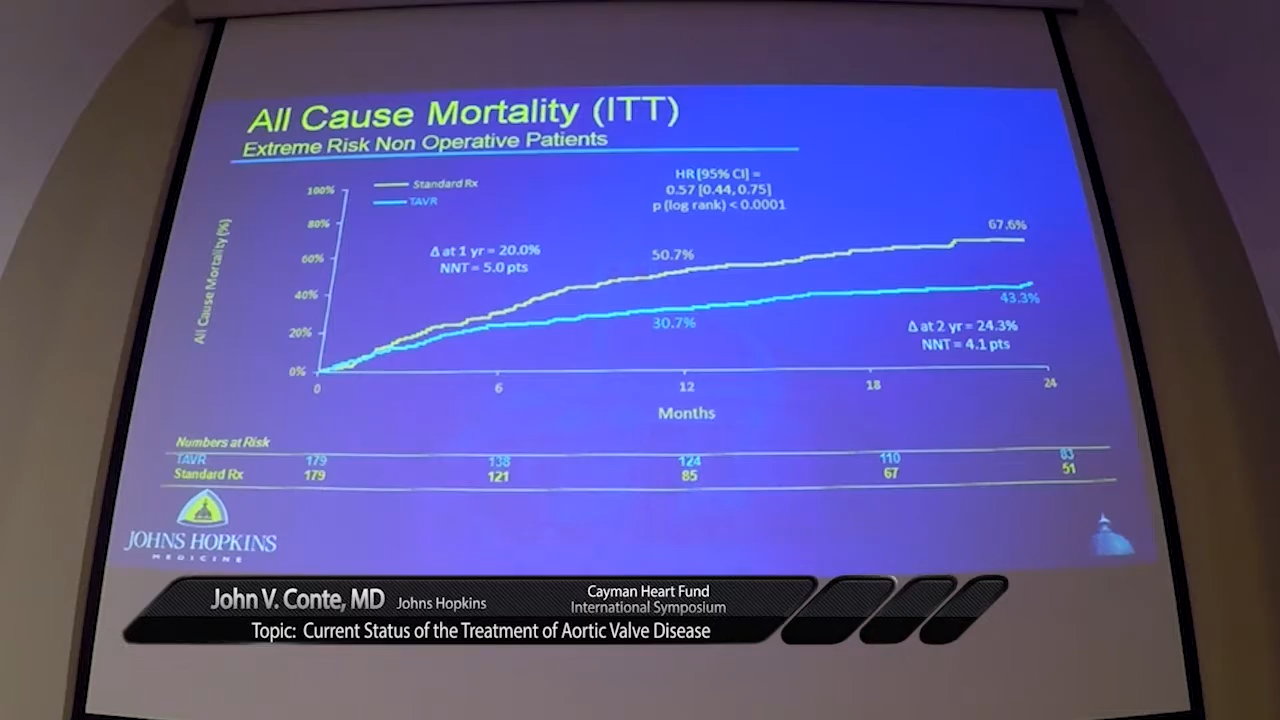 All Cause Mortality (ITT)
Extreme Risk Non Operative Patients
All Cause Mortality (%)
100%
80%
60%
40%
20%
0%
Standard Rx
TAVR
HR [95% CI] =
0.57 [0.44, 0.75]
p (log rank) < 0.0001
Δ at 1 yr = 20.0%
NNT = 5.0 pts
50.7%
67.6%
30.7%
43.3%
Δ at 2 yr = 24.3%
NNT = 4.1 pts
0 6 12 18 24
Months
Numbers at Risk
TAVR 179 138 124 110 83
Standard Rx 179 121 85 67 51
JOHNS HOPKINS
MEDICINE
John V. Conte, MD Johns Hopkins
Cayman Heart Fund
International Symposium
Topic: Current Status of the Treatment of Aortic Valve Disease